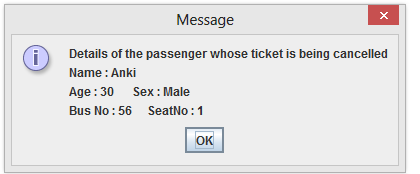 Message
Details of the passenger whose ticket is being cancelled
Name : Anki
Age : 30 Sex : Male
Bus No : 56 SeatNo : 1
OK